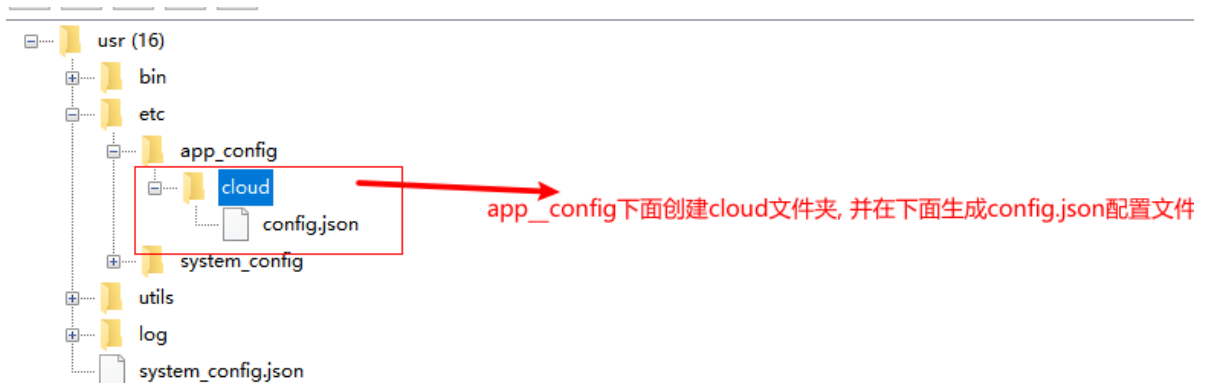 usr (16)
bin
etc
app_config
cloud
config.json
app__config下面创建cloud文件夹, 并在下面生成config.json配置文件
system_config
utils
log
system_config.json